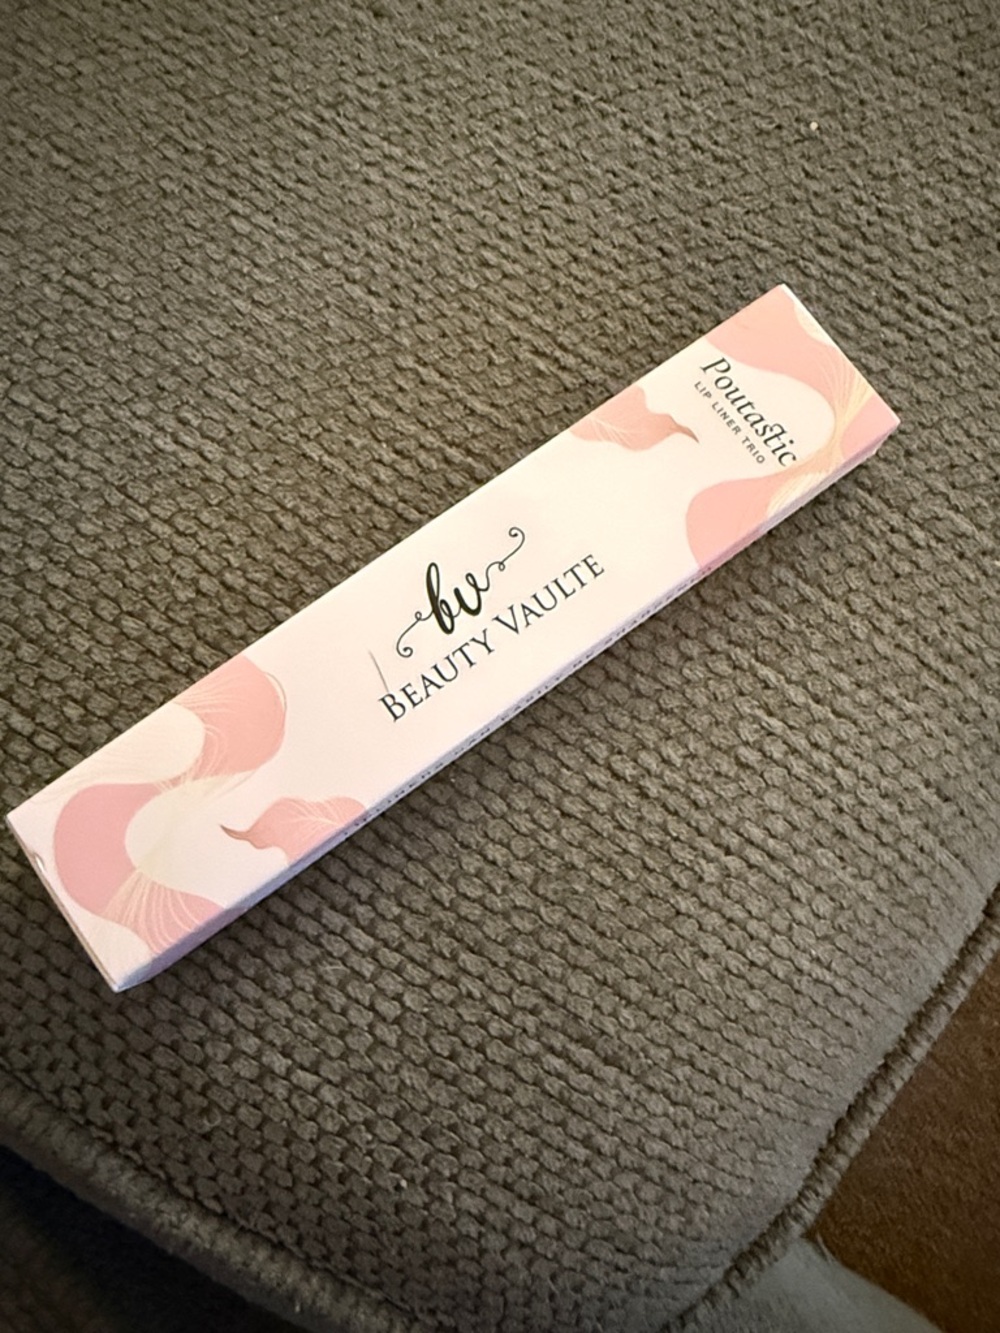 Poutastic
LIP LINER TRIO
bv
BEAUTY VAULTE